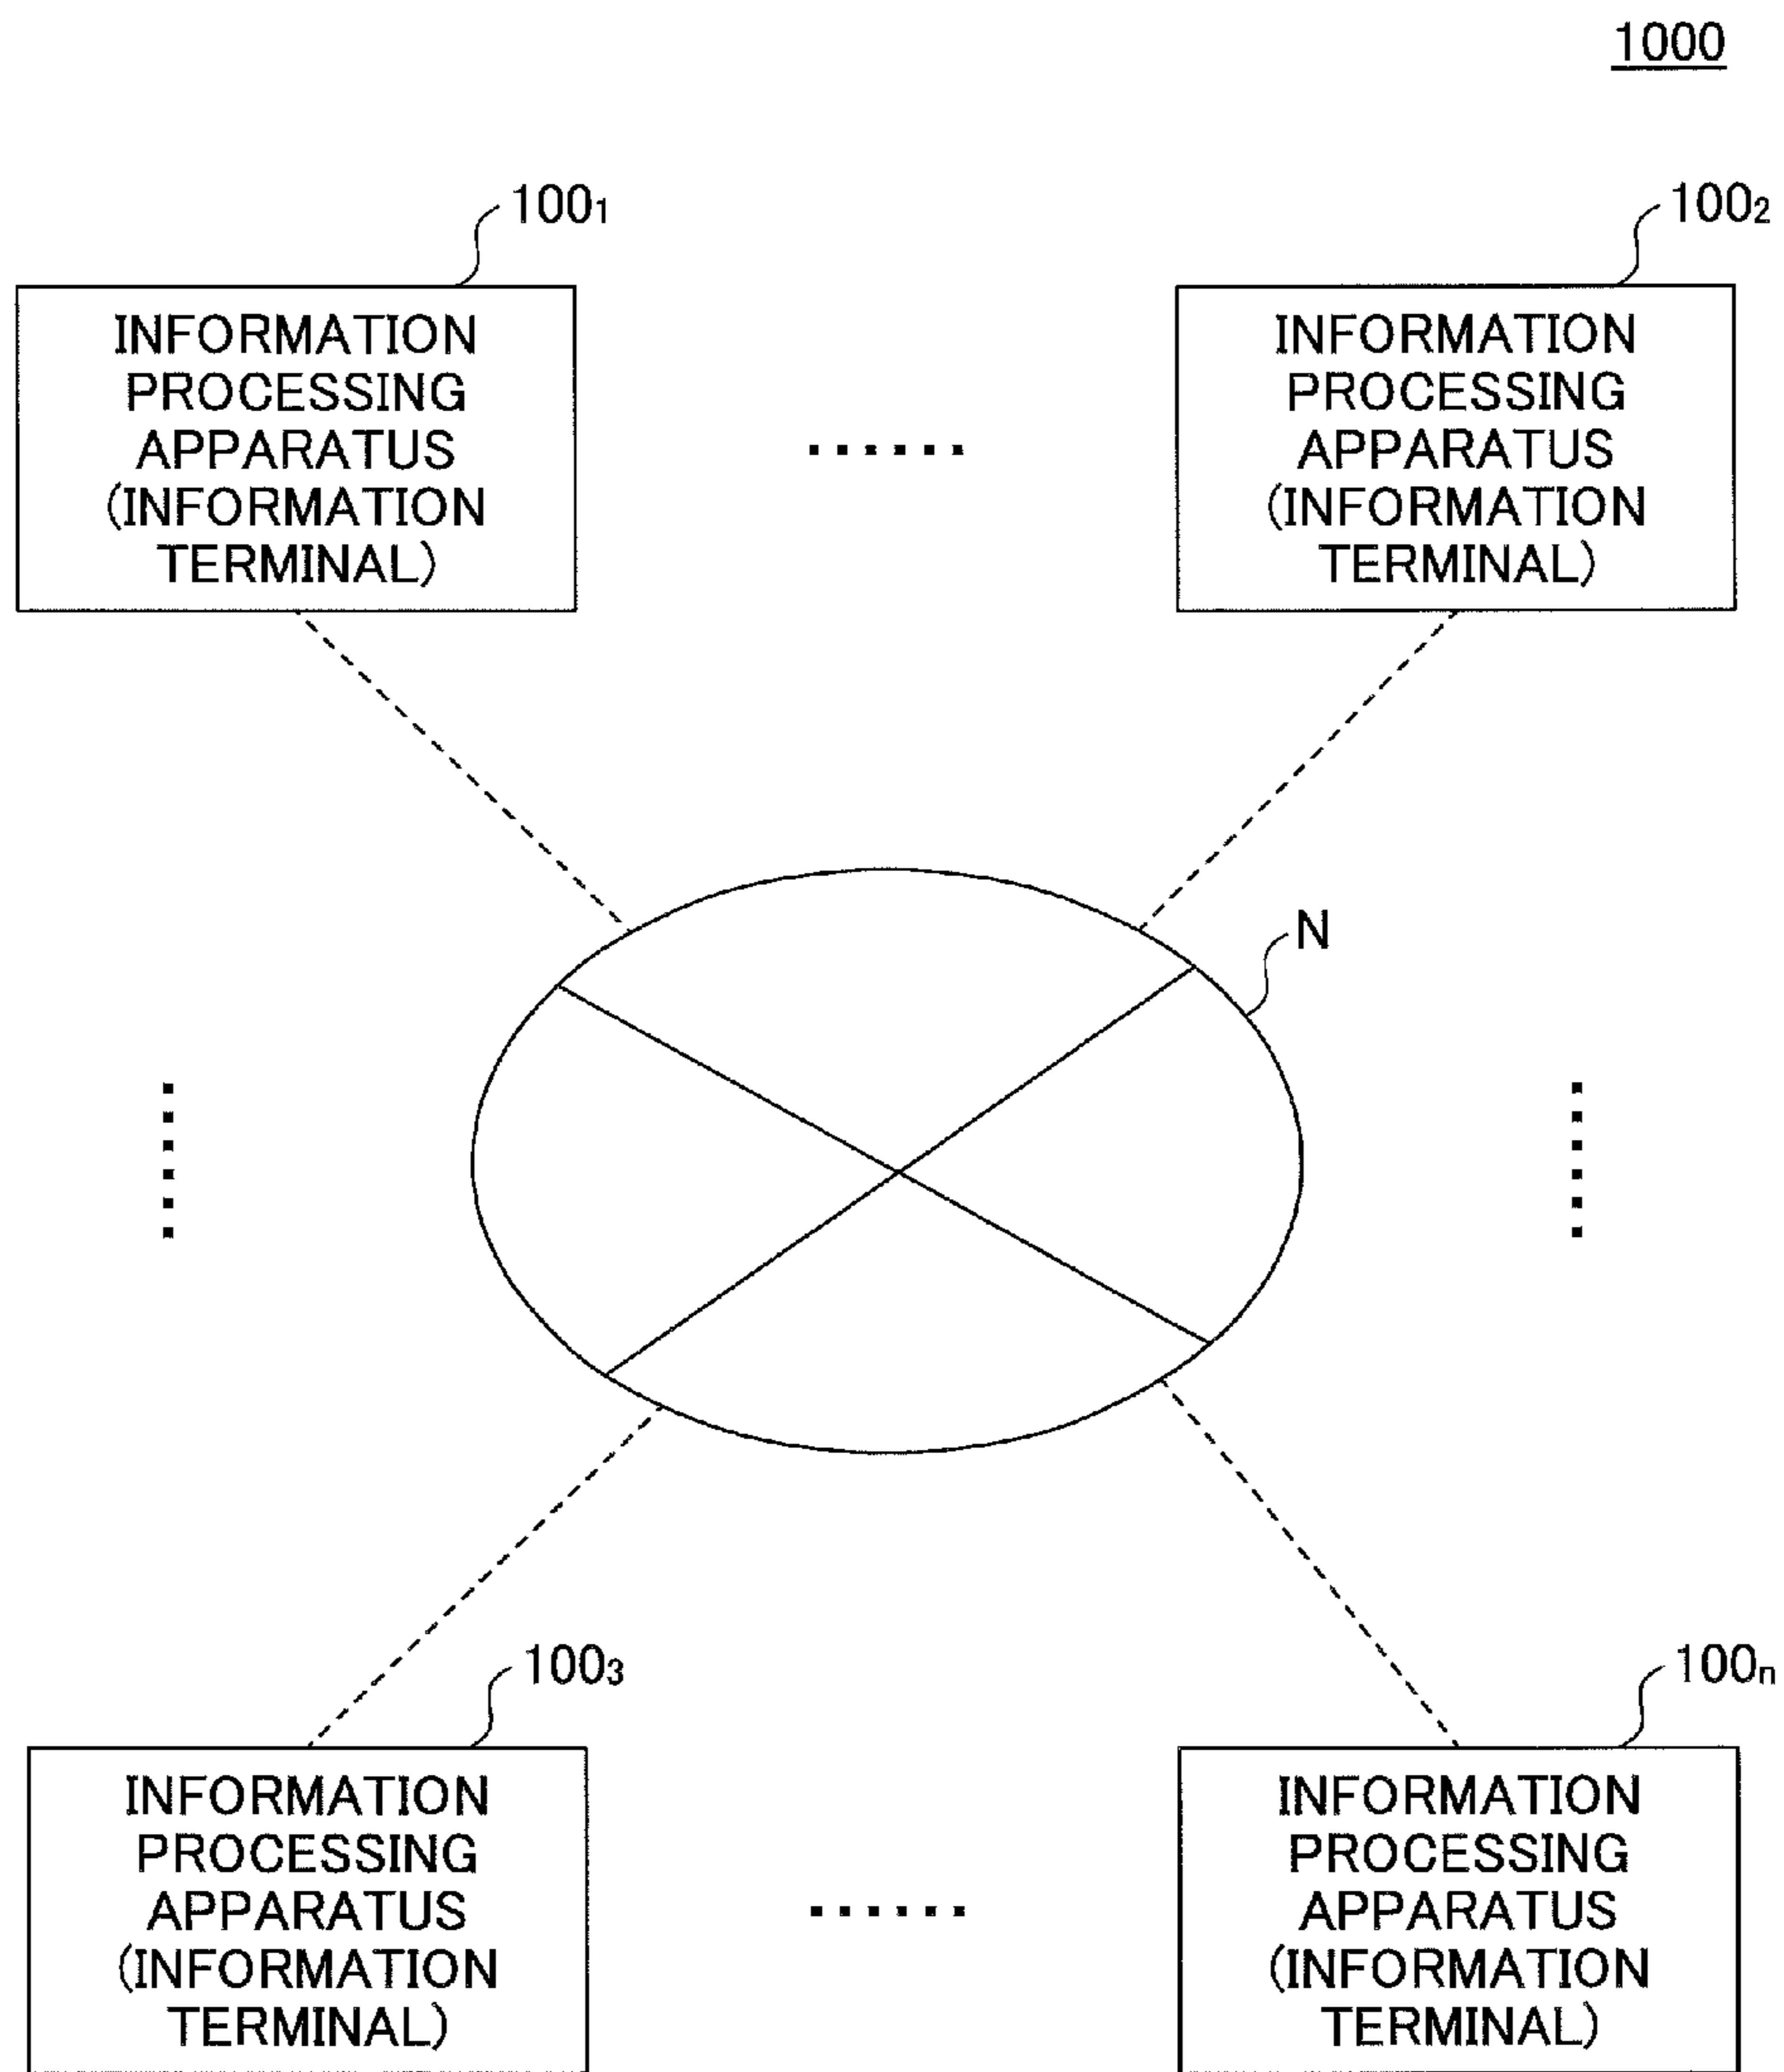 1000
100₁
100₂
INFORMATION
PROCESSING
APPARATUS
(INFORMATION
TERMINAL)
INFORMATION
PROCESSING
APPARATUS
(INFORMATION
TERMINAL)
N
100₃
100ₙ
INFORMATION
PROCESSING
APPARATUS
(INFORMATION
TERMINAL)
INFORMATION
PROCESSING
APPARATUS
(INFORMATION
TERMINAL)